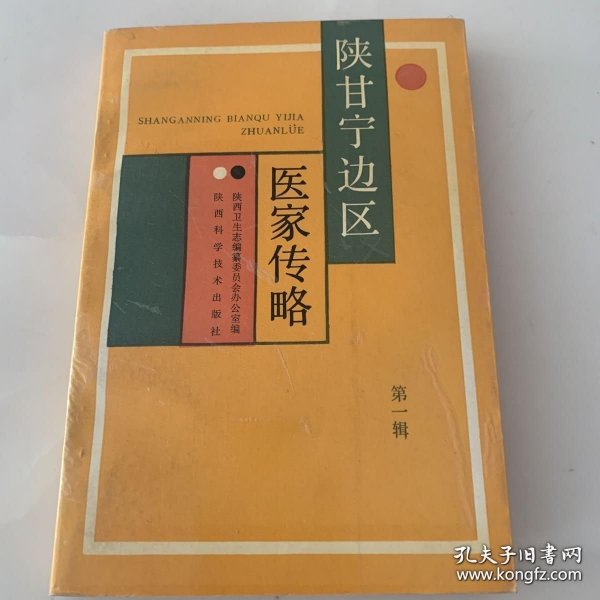 陕甘宁边区
SHANGANNING BIANQU YIJIA
ZHUANLÜE
医家传略
陕西卫生志编纂委员会办公室编
陕西科学技术出版社
第一辑
孔夫子旧书网
www.kongfz.com